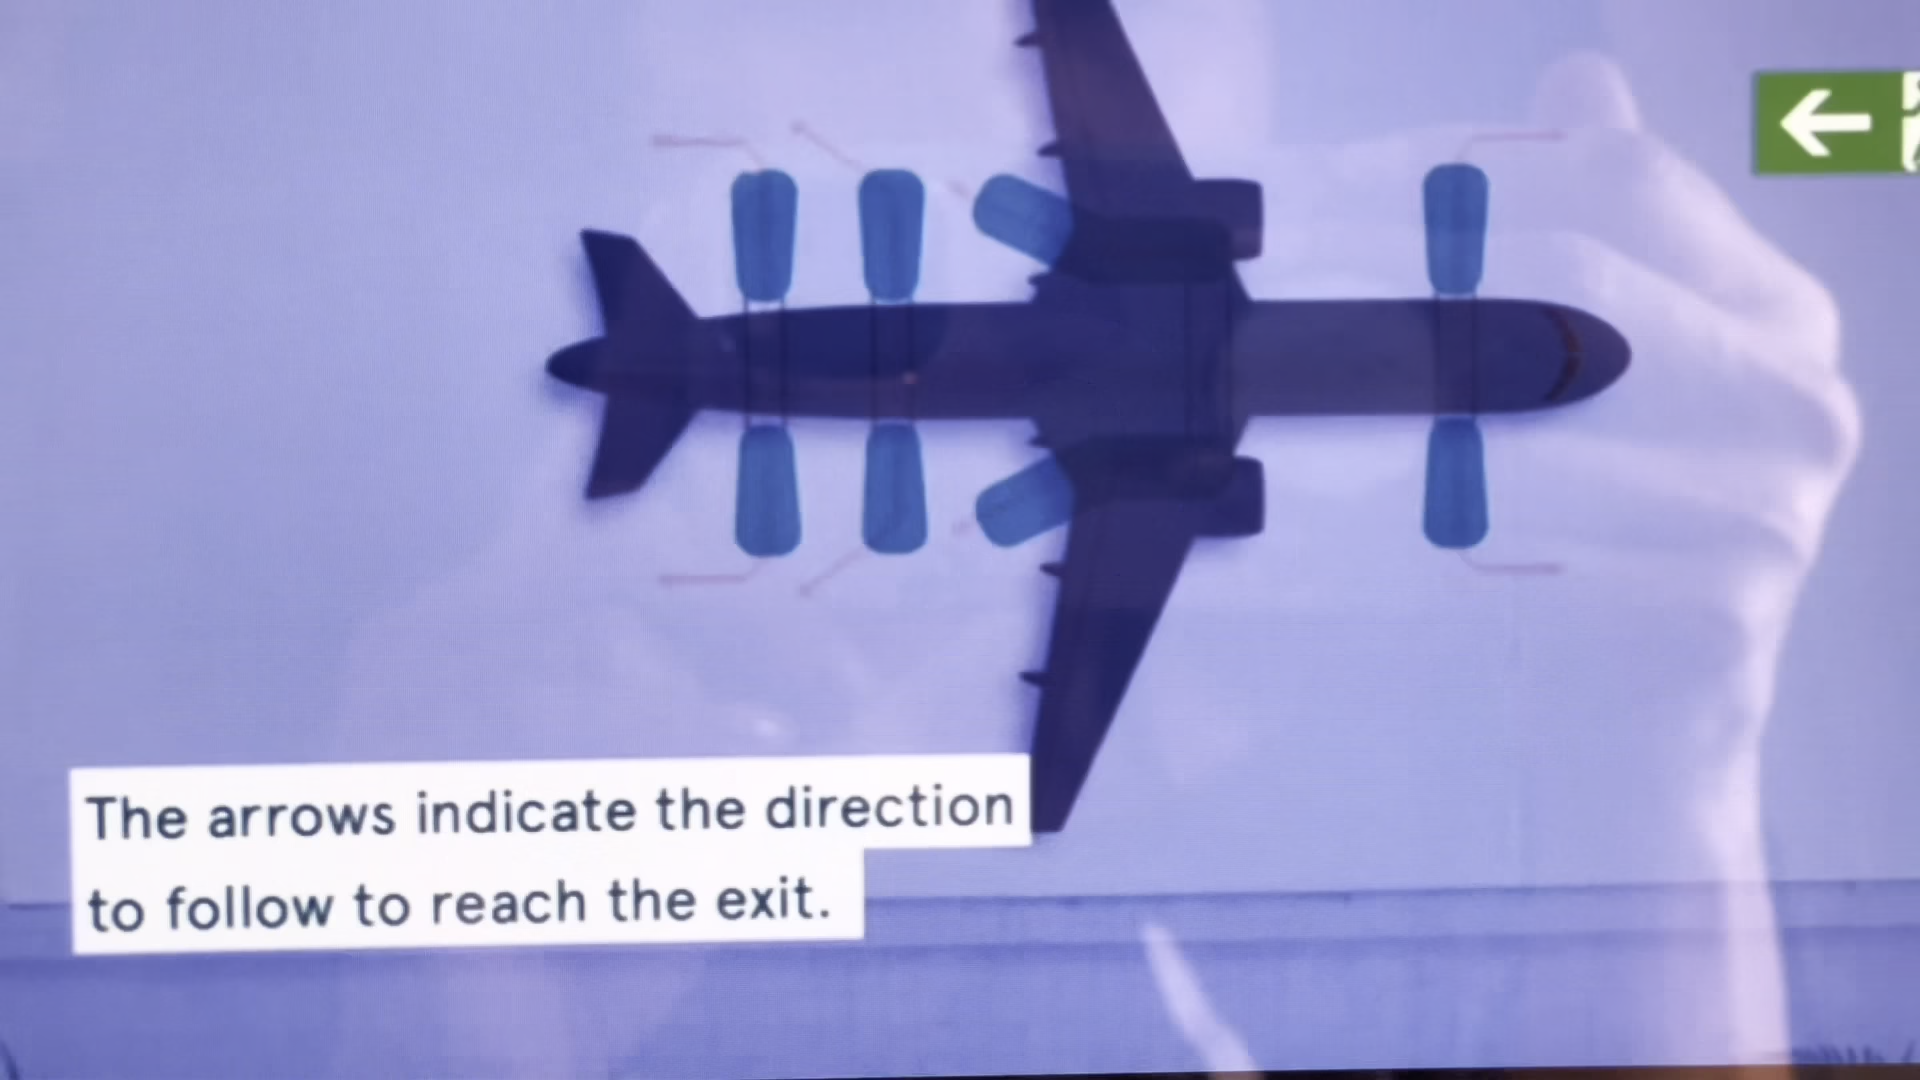 The arrows indicate the direction
to follow to reach the exit.